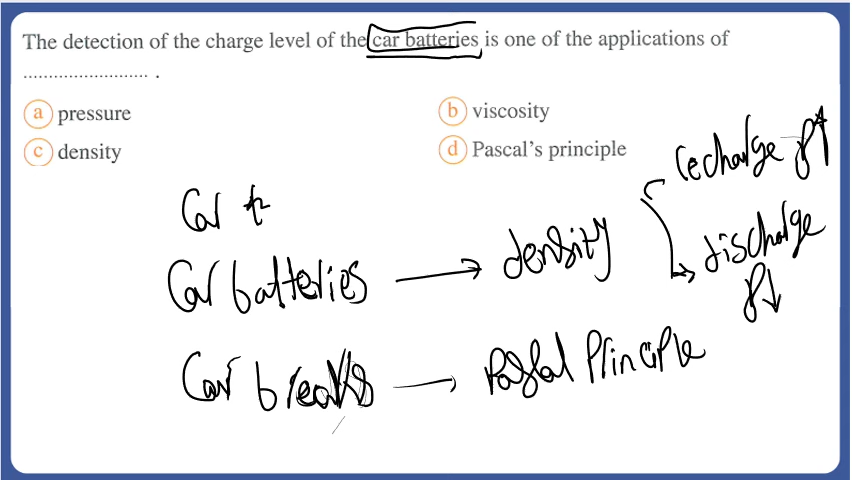 The detection of the charge level of the car batteries is one of the applications of
........................ .
a pressure
b viscosity
c density
d Pascal's principle
recharge ρ↑
Car
Car batteries → density
discharge
ρ↓
Car breaks → Pascal Principle